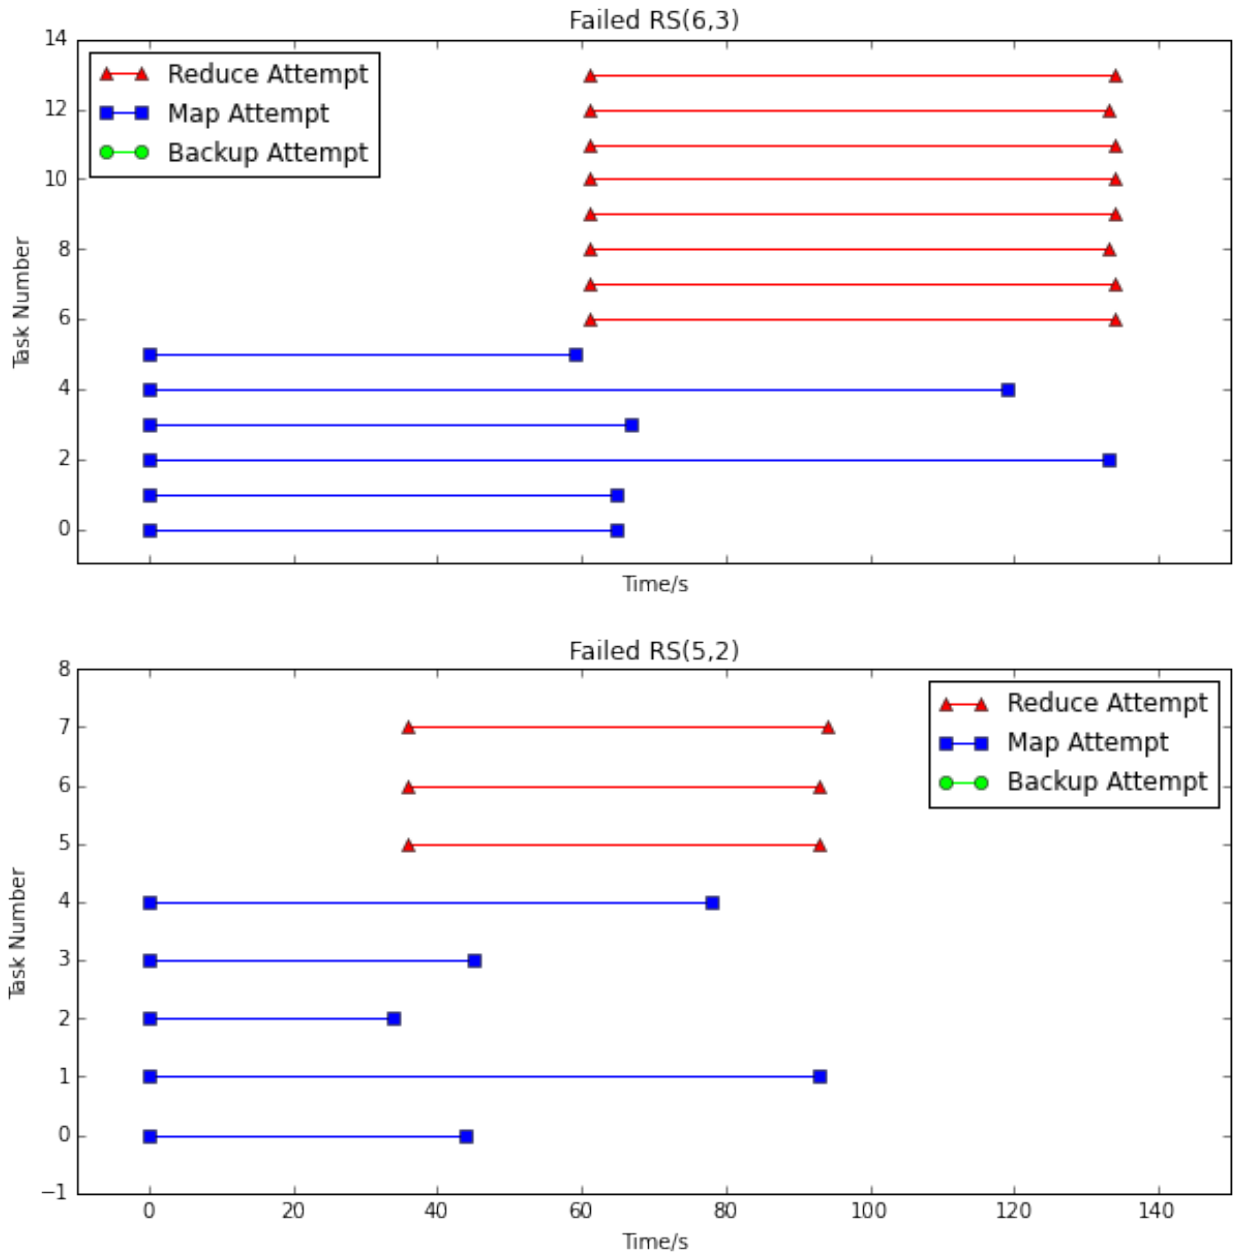 Failed RS(6,3)
14
12
10
8
6
4
2
0
Task Number
Reduce Attempt
Map Attempt
Backup Attempt
Time/s
Failed RS(5,2)
8
7
6
5
4
3
2
1
0
−1
Task Number
Reduce Attempt
Map Attempt
Backup Attempt
0 20 40 60 80 100 120 140
Time/s